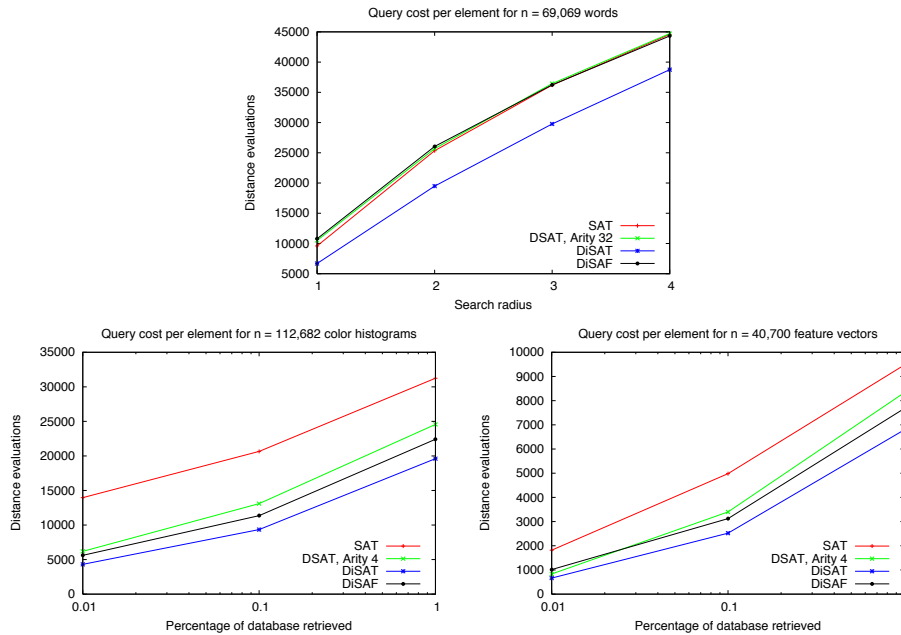 Query cost per element for n = 69,069 words
45000
40000
35000
30000
25000
20000
15000
10000
5000
Distance evaluations
SAT
DSAT, Arity 32
DiSAT
DiSAF
1 2 3 4
Search radius
Query cost per element for n = 112,682 color histograms
35000
30000
25000
20000
15000
10000
5000
0
Distance evaluations
SAT
DSAT, Arity 4
DiSAT
DiSAF
0.01 0.1 1
Percentage of database retrieved
Query cost per element for n = 40,700 feature vectors
10000
9000
8000
7000
6000
5000
4000
3000
2000
1000
0
Distance evaluations
SAT
DSAT, Arity 4
DiSAT
DiSAF
0.01 0.1
Percentage of database retrieved